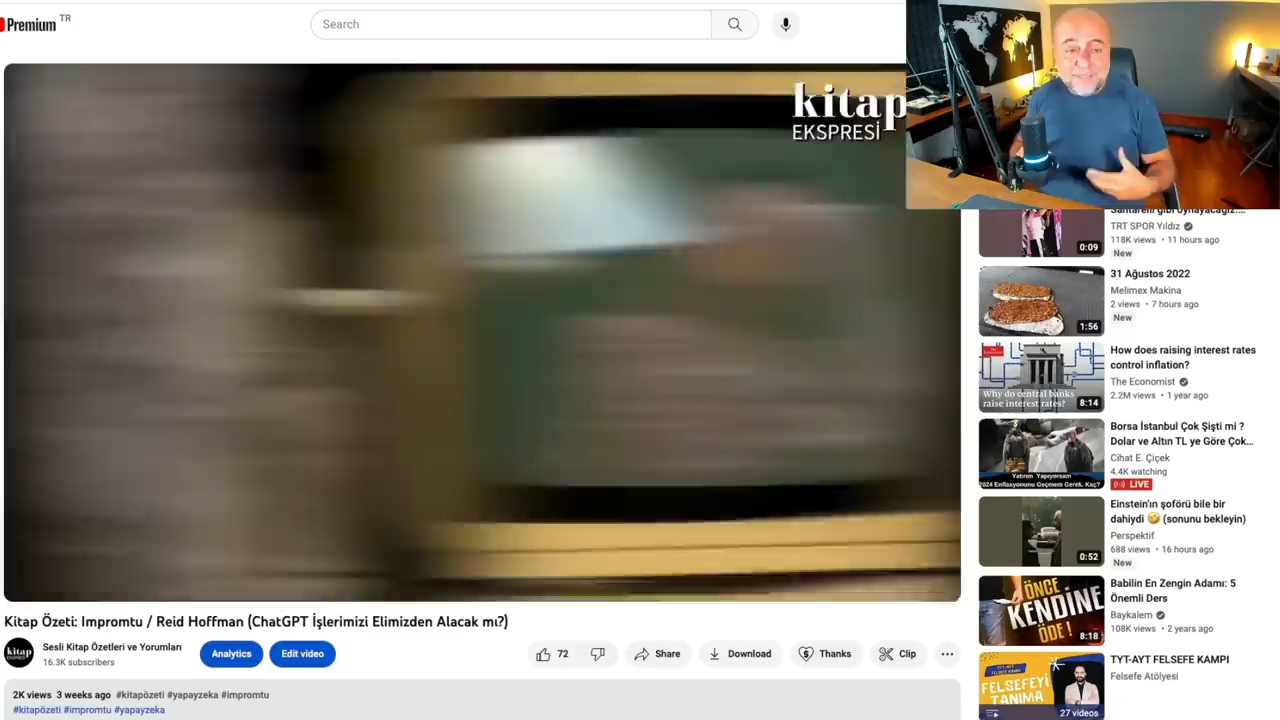 Premium TR
Search
kitap
EKSPRESİ
TRT SPOR Yıldız
118K views • 11 hours ago
New
0:09
31 Ağustos 2022
Melimex Makina
2 views • 7 hours ago
New
1:56
How does raising interest rates
control inflation?
The Economist
2.2M views • 1 year ago
Why do central banks
raise interest rates?
8:14
Borsa İstanbul Çok Şişti mi ?
Dolar ve Altın TL ye Göre Çok...
Cihat E. Çiçek
4.4K watching
LIVE
Yatırım Yapıyorsam
2024 Enflasyonunu Geçmem Gerek. Kaç?
Einstein'ın şoförü bile bir
dahiydi 🤣 (sonunu bekleyin)
Perspektif
688 views • 16 hours ago
New
0:52
Babilin En Zengin Adamı: 5
Önemli Ders
Baykalem
108K views • 2 years ago
ÖNCE
KENDİNE
ÖDE !
8:18
TYT-AYT FELSEFE KAMPI
Felsefe Atölyesi
FELSEFEYİ
TANIMA
27 videos
Kitap Özeti: Impromtu / Reid Hoffman (ChatGPT İşlerimizi Elimizden Alacak mı?)
kitap
EKSPRESİ
Sesli Kitap Özetleri ve Yorumları
16.3K subscribers
Analytics
Edit video
72
Share
Download
Thanks
Clip
2K views 3 weeks ago #kitapözeti #yapayzeka #impromtu
#kitapözeti #impromtu #yapayzeka